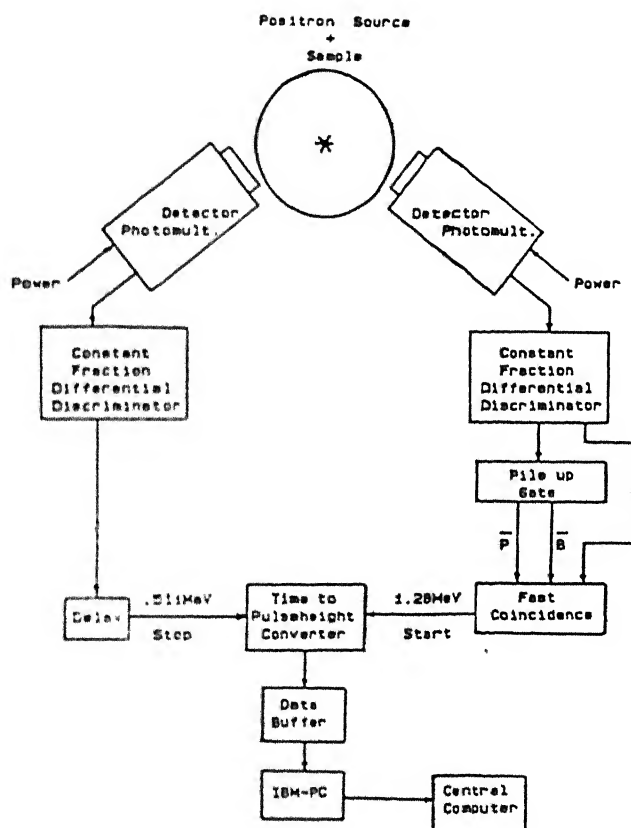 Positron Source
+
Sample
Detector
Photomult.
Detector
Photomult.
Power
Power
Constant
Fraction
Differential
Discriminator
Constant
Fraction
Differential
Discriminator
Pile up
Gate
P̅
B̅
Delay
.511MeV
Stop
Time to
Pulseheight
Converter
1.28MeV
Start
Fast
Coincidence
Data
Buffer
IBM-PC
Central
Computer